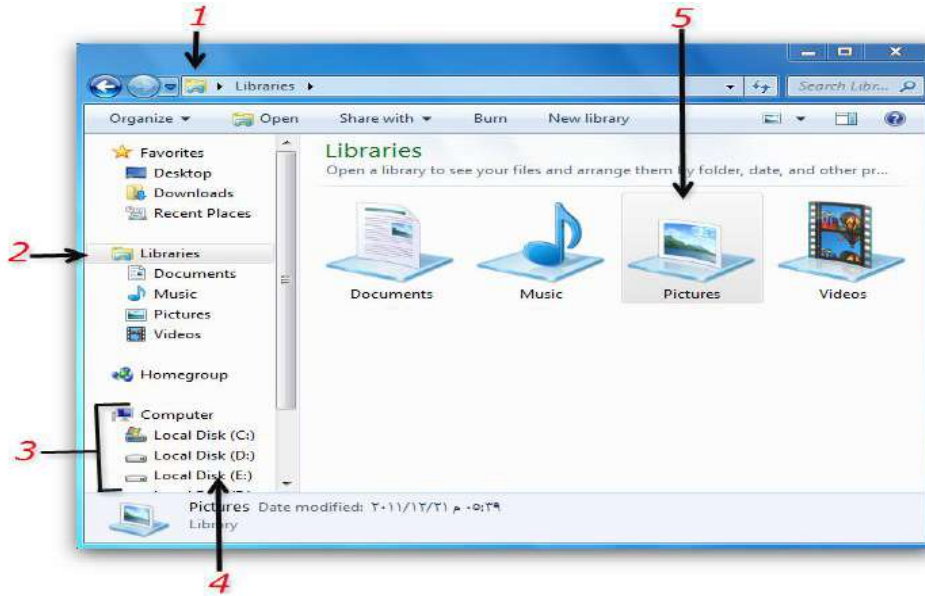 1
5
Libraries
Search Libr...
Organize
Open
Share with
Burn
New library
Favorites
Desktop
Downloads
Recent Places
2
Libraries
Documents
Music
Pictures
Videos
Homegroup
3
Computer
Local Disk (C:)
Local Disk (D:)
Local Disk (E:)
Libraries
Open a library to see your files and arrange them by folder, date, and other pr...
Documents
Music
Pictures
Videos
Pictures Date modified: ٢٠١١/١٢/٣١ م ٠٥:٣٩
Library
4